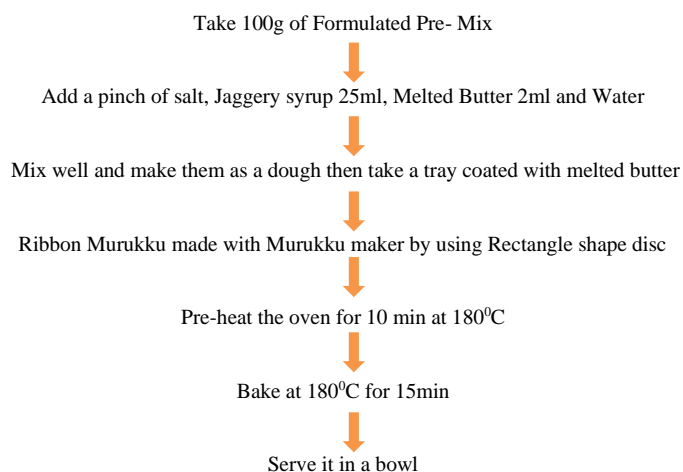 Take 100g of Formulated Pre- Mix
Add a pinch of salt, Jaggery syrup 25ml, Melted Butter 2ml and Water
Mix well and make them as a dough then take a tray coated with melted butter
Ribbon Murukku made with Murukku maker by using Rectangle shape disc
Pre-heat the oven for 10 min at 180⁰C
Bake at 180⁰C for 15min
Serve it in a bowl